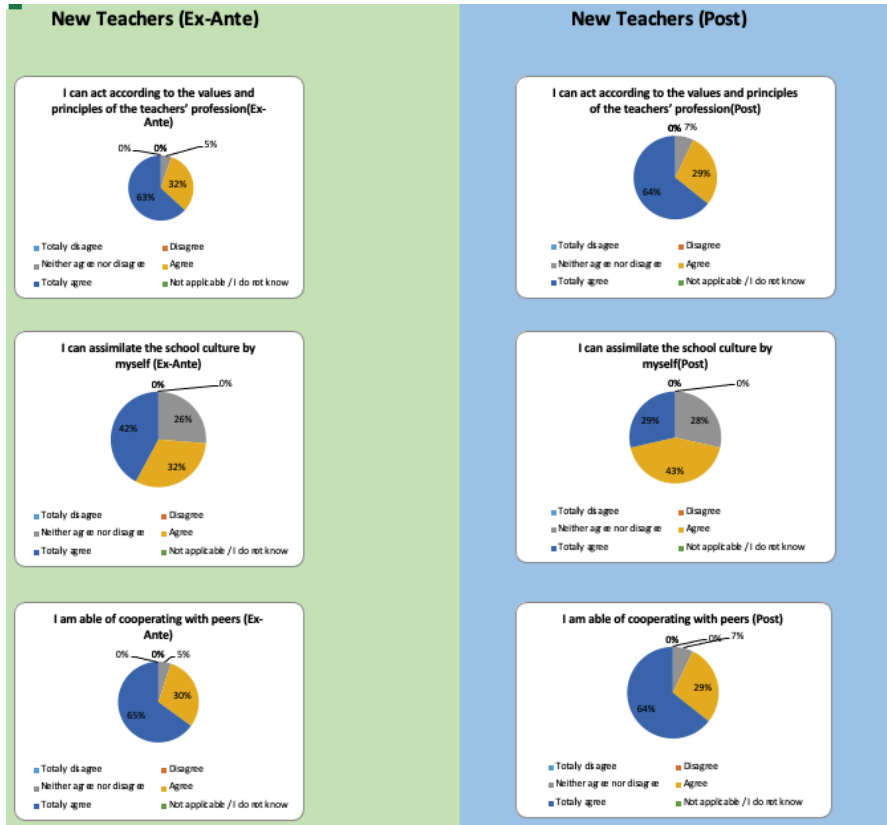 New Teachers (Ex-Ante)
New Teachers (Post)
I can act according to the values and
principles of the teachers' profession(Ex-
Ante)
0%
0%
5%
32%
63%
Totaly disagree
Disagree
Neither agree nor disagree
Agree
Totaly agree
Not applicable / I do not know
I can act according to the values and principles
of the teachers' profession(Post)
0%
7%
29%
64%
Totaly disagree
Disagree
Neither agree nor disagree
Agree
Totaly agree
Not applicable / I do not know
I can assimilate the school culture by
myself (Ex-Ante)
0%
0%
26%
42%
32%
Totaly disagree
Disagree
Neither agree nor disagree
Agree
Totaly agree
Not applicable / I do not know
I can assimilate the school culture by
myself(Post)
0%
0%
29%
28%
43%
Totaly disagree
Disagree
Neither agree nor disagree
Agree
Totaly agree
Not applicable / I do not know
I am able of cooperating with peers (Ex-
Ante)
0%
0%
5%
30%
65%
Totaly disagree
Disagree
Neither agree nor disagree
Agree
Totaly agree
Not applicable / I do not know
I am able of cooperating with peers (Post)
0%
0%
7%
29%
64%
Totaly disagree
Disagree
Neither agree nor disagree
Agree
Totaly agree
Not applicable / I do not know